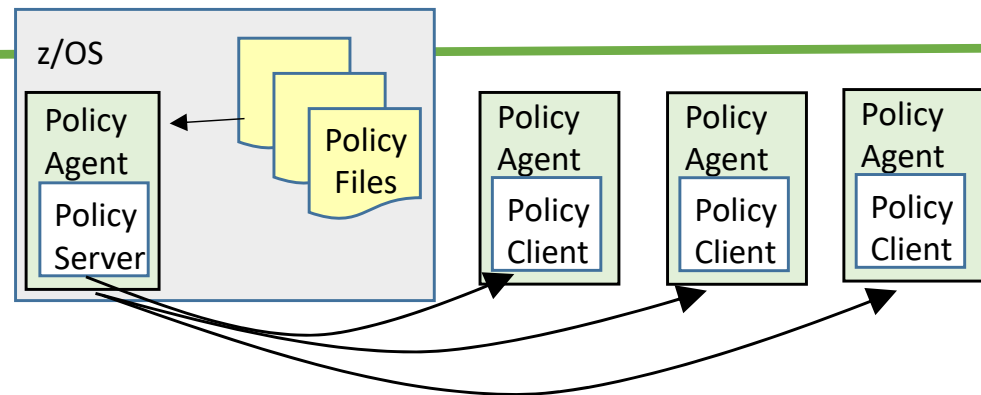 z/OS
Policy
Agent
Policy
Server
Policy
Files
Policy
Agent
Policy
Client
Policy
Agent
Policy
Client
Policy
Agent
Policy
Client